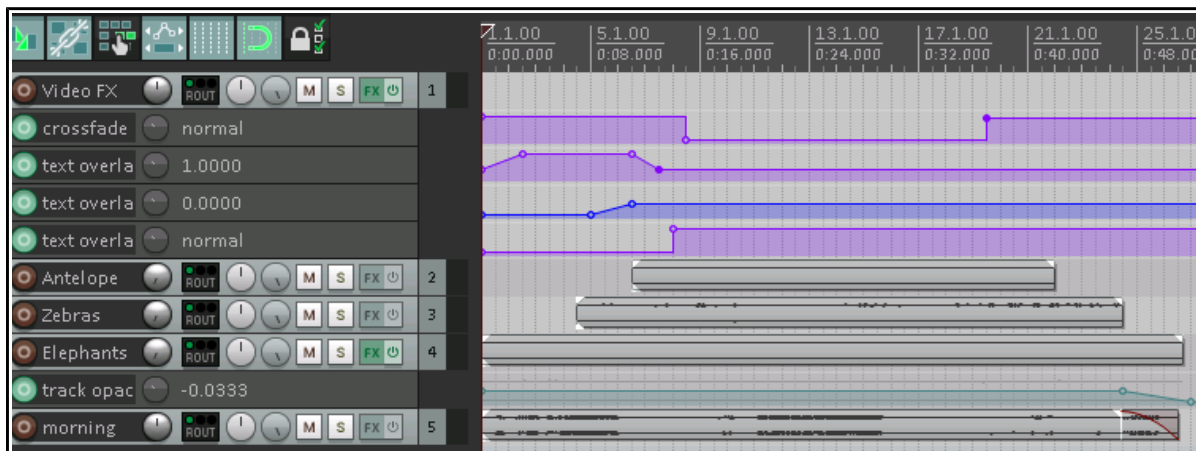 1.1.00 5.1.00 9.1.00 13.1.00 17.1.00 21.1.00 25.1.0
0:00.000 0:08.000 0:16.000 0:24.000 0:32.000 0:40.000 0:48.00
Video FX ROUT M S FX 1
crossfade normal
text overla 1.0000
text overla 0.0000
text overla normal
Antelope ROUT M S FX 2
Zebras ROUT M S FX 3
Elephants ROUT M S FX 4
track opac -0.0333
morning ROUT M S FX 5